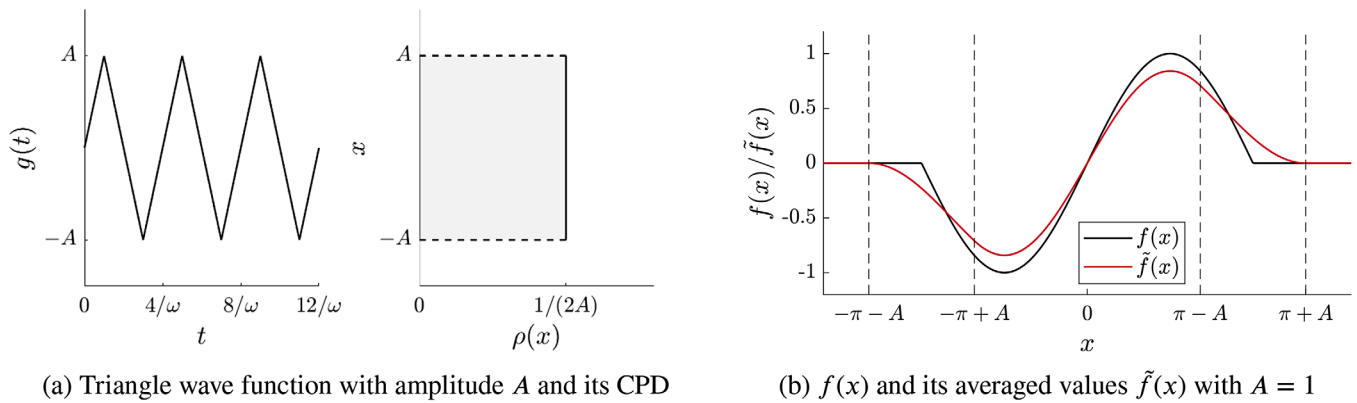 A
−A
g(t)
0
4/ω
8/ω
12/ω
t
A
−A
x
0
1/(2A)
ρ(x)
(a) Triangle wave function with amplitude A and its CPD
1
0.5
0
-0.5
-1
f(x)/f̃(x)
f(x)
f̃(x)
−π − A
−π + A
0
π − A
π + A
x
(b) f(x) and its averaged values f̃(x) with A = 1